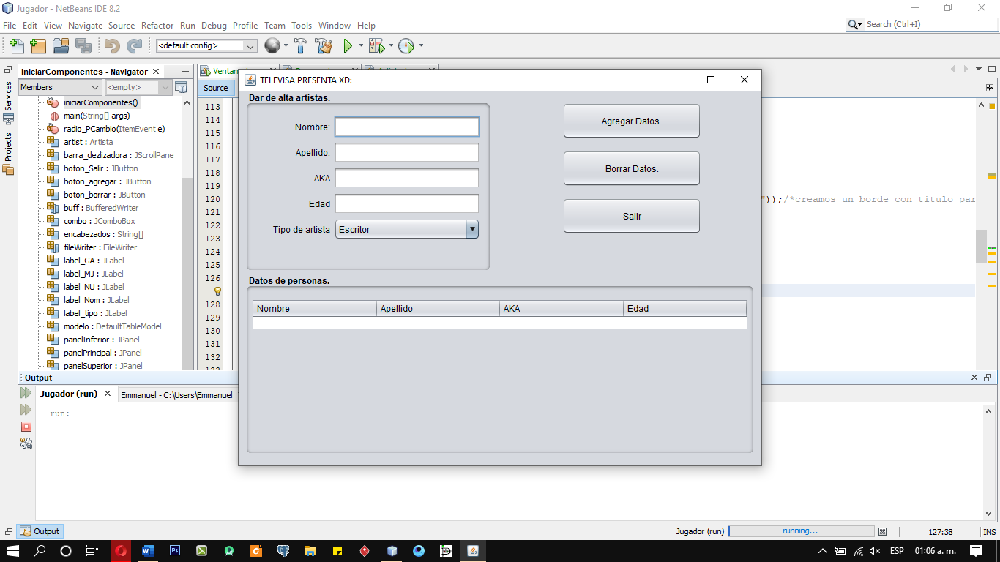 Jugador - NetBeans IDE 8.2
File Edit View Navigate Source Refactor Run Debug Profile Team Tools Window Help
Search (Ctrl+I)
<default config>
iniciarComponentes - Navigator
Members
<empty>
iniciarComponentes()
main(String[] args)
radio_PCambio(ItemEvent e)
artist : Artista
barra_dezlizadora : JScrollPane
boton_Salir : JButton
boton_agregar : JButton
boton_borrar : JButton
buff : BufferedWriter
combo : JComboBox
encabezados : String[]
fileWriter : FileWriter
label_GA : JLabel
label_MJ : JLabel
label_NU : JLabel
label_Nom : JLabel
label_tipo : JLabel
modelo : DefaultTableModel
panelInferior : JPanel
panelPrincipal : JPanel
panelSuperior : JPanel
Services
Projects
Source
113
114
115
116
117
118
119
120
"));/*creamos un borde con titulo par
121
122
123
124
125
126
128
129
130
131
132
TELEVISA PRESENTA XD:
Dar de alta artistas.
Nombre:
Apellido:
AKA
Edad
Tipo de artista
Escritor
Agregar Datos.
Borrar Datos.
Salir
Datos de personas.
Nombre Apellido AKA Edad
Output
Jugador (run)
Emmanuel - C:\Users\Emmanuel
run:
Output
Jugador (run)
running...
127:38
INS
ESP
01:06 a. m.